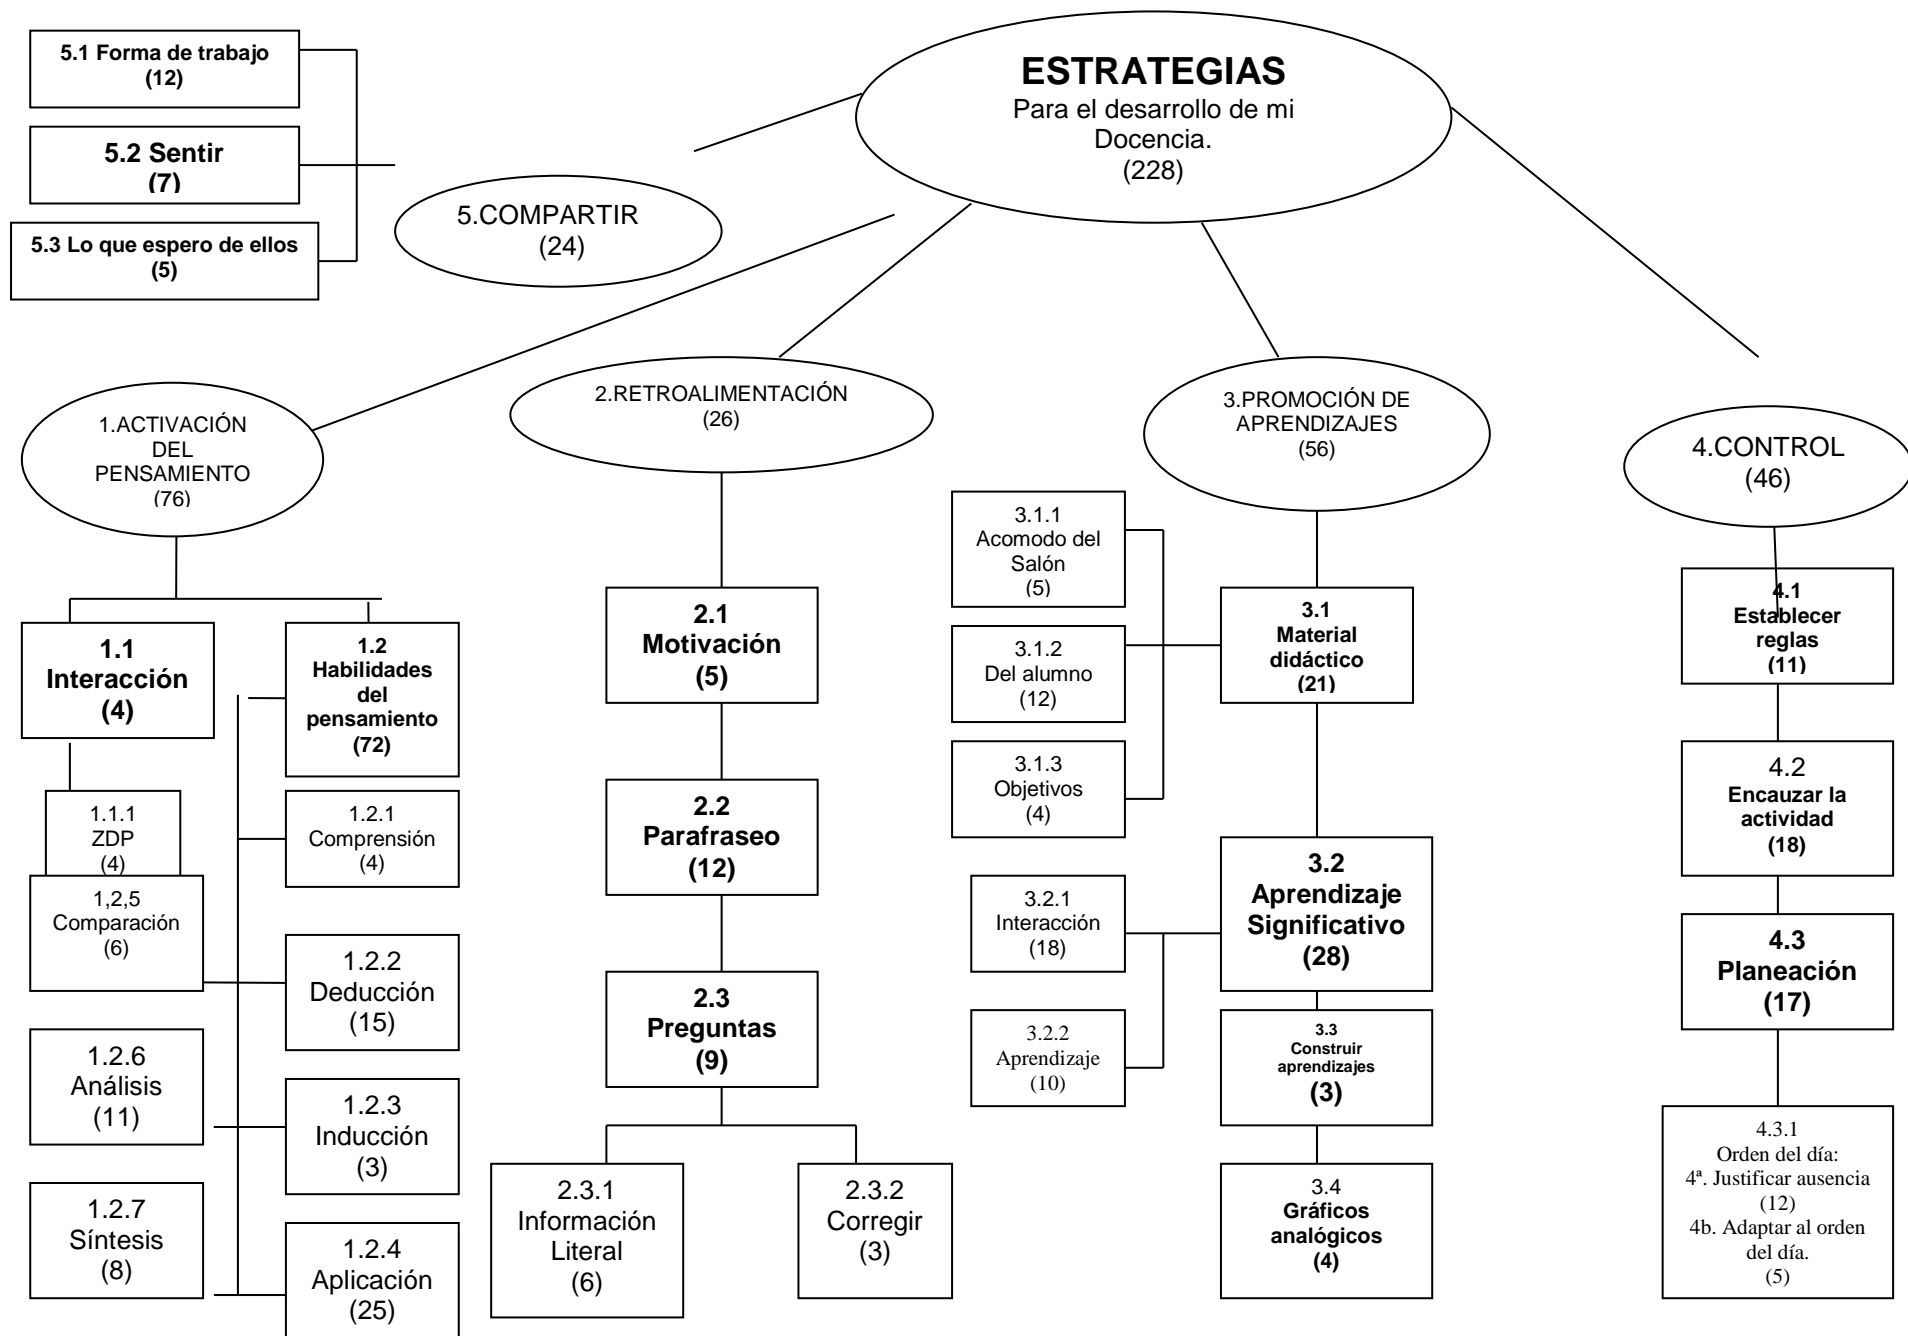 ESTRATEGIAS
Para el desarrollo de mi
Docencia.
(228)
5.1 Forma de trabajo
(12)
5.2 Sentir
(7)
5.3 Lo que espero de ellos
(5)
5.COMPARTIR
(24)
1.ACTIVACIÓN
DEL
PENSAMIENTO
(76)
2.RETROALIMENTACIÓN
(26)
3.PROMOCIÓN DE
APRENDIZAJES
(56)
4.CONTROL
(46)
1.1
Interacción
(4)
1.2
Habilidades
del
pensamiento
(72)
1.1.1
ZDP
(4)
1.2.1
Comprensión
(4)
1,2,5
Comparación
(6)
1.2.2
Deducción
(15)
1.2.6
Análisis
(11)
1.2.3
Inducción
(3)
1.2.7
Síntesis
(8)
1.2.4
Aplicación
(25)
2.1
Motivación
(5)
2.2
Parafraseo
(12)
2.3
Preguntas
(9)
2.3.1
Información
Literal
(6)
2.3.2
Corregir
(3)
3.1.1
Acomodo del
Salón
(5)
3.1.2
Del alumno
(12)
3.1.3
Objetivos
(4)
3.1
Material
didáctico
(21)
3.2.1
Interacción
(18)
3.2.2
Aprendizaje
(10)
3.2
Aprendizaje
Significativo
(28)
3.3
Construir
aprendizajes
(3)
3.4
Gráficos
analógicos
(4)
4.1
Establecer
reglas
(11)
4.2
Encauzar la
actividad
(18)
4.3
Planeación
(17)
4.3.1
Orden del día:
4ª. Justificar ausencia
(12)
4b. Adaptar al orden
del día.
(5)